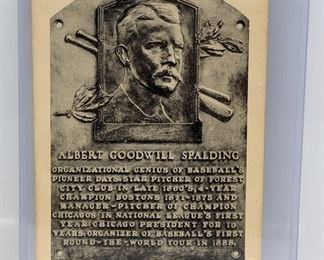 ALBERT GOODWILL SPALDING
ORGANIZATIONAL GENIUS OF BASEBALL'S
PIONEER DAYS. STAR PITCHER OF FOREST
CITY CLUB IN LATE 1860'S, 4-YEAR
CHAMPION BOSTONS 1871-1875 AND
MANAGER-PITCHER OF CHAMPION
CHICAGOS IN NATIONAL LEAGUE'S FIRST
YEAR. CHICAGO PRESIDENT FOR 10
YEARS. ORGANIZER OF BASEBALL'S FIRST
ROUND-THE-WORLD TOUR IN 1888.